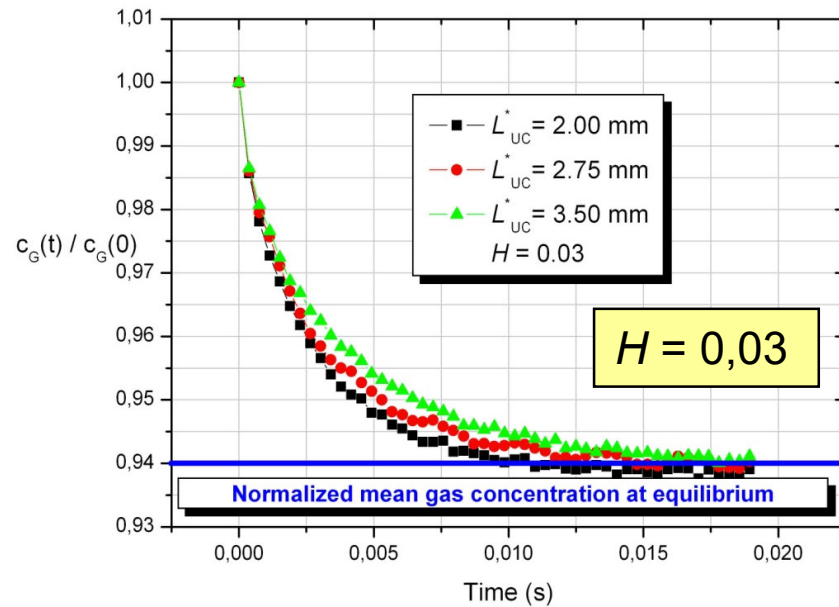 1,01
1,00
0,99
0,98
0,97
0,96
0,95
0,94
0,93
c_G(t) / c_G(0)
L*_UC = 2.00 mm
L*_UC = 2.75 mm
L*_UC = 3.50 mm
H = 0.03
H = 0,03
Normalized mean gas concentration at equilibrium
0,000 0,005 0,010 0,015 0,020
Time (s)